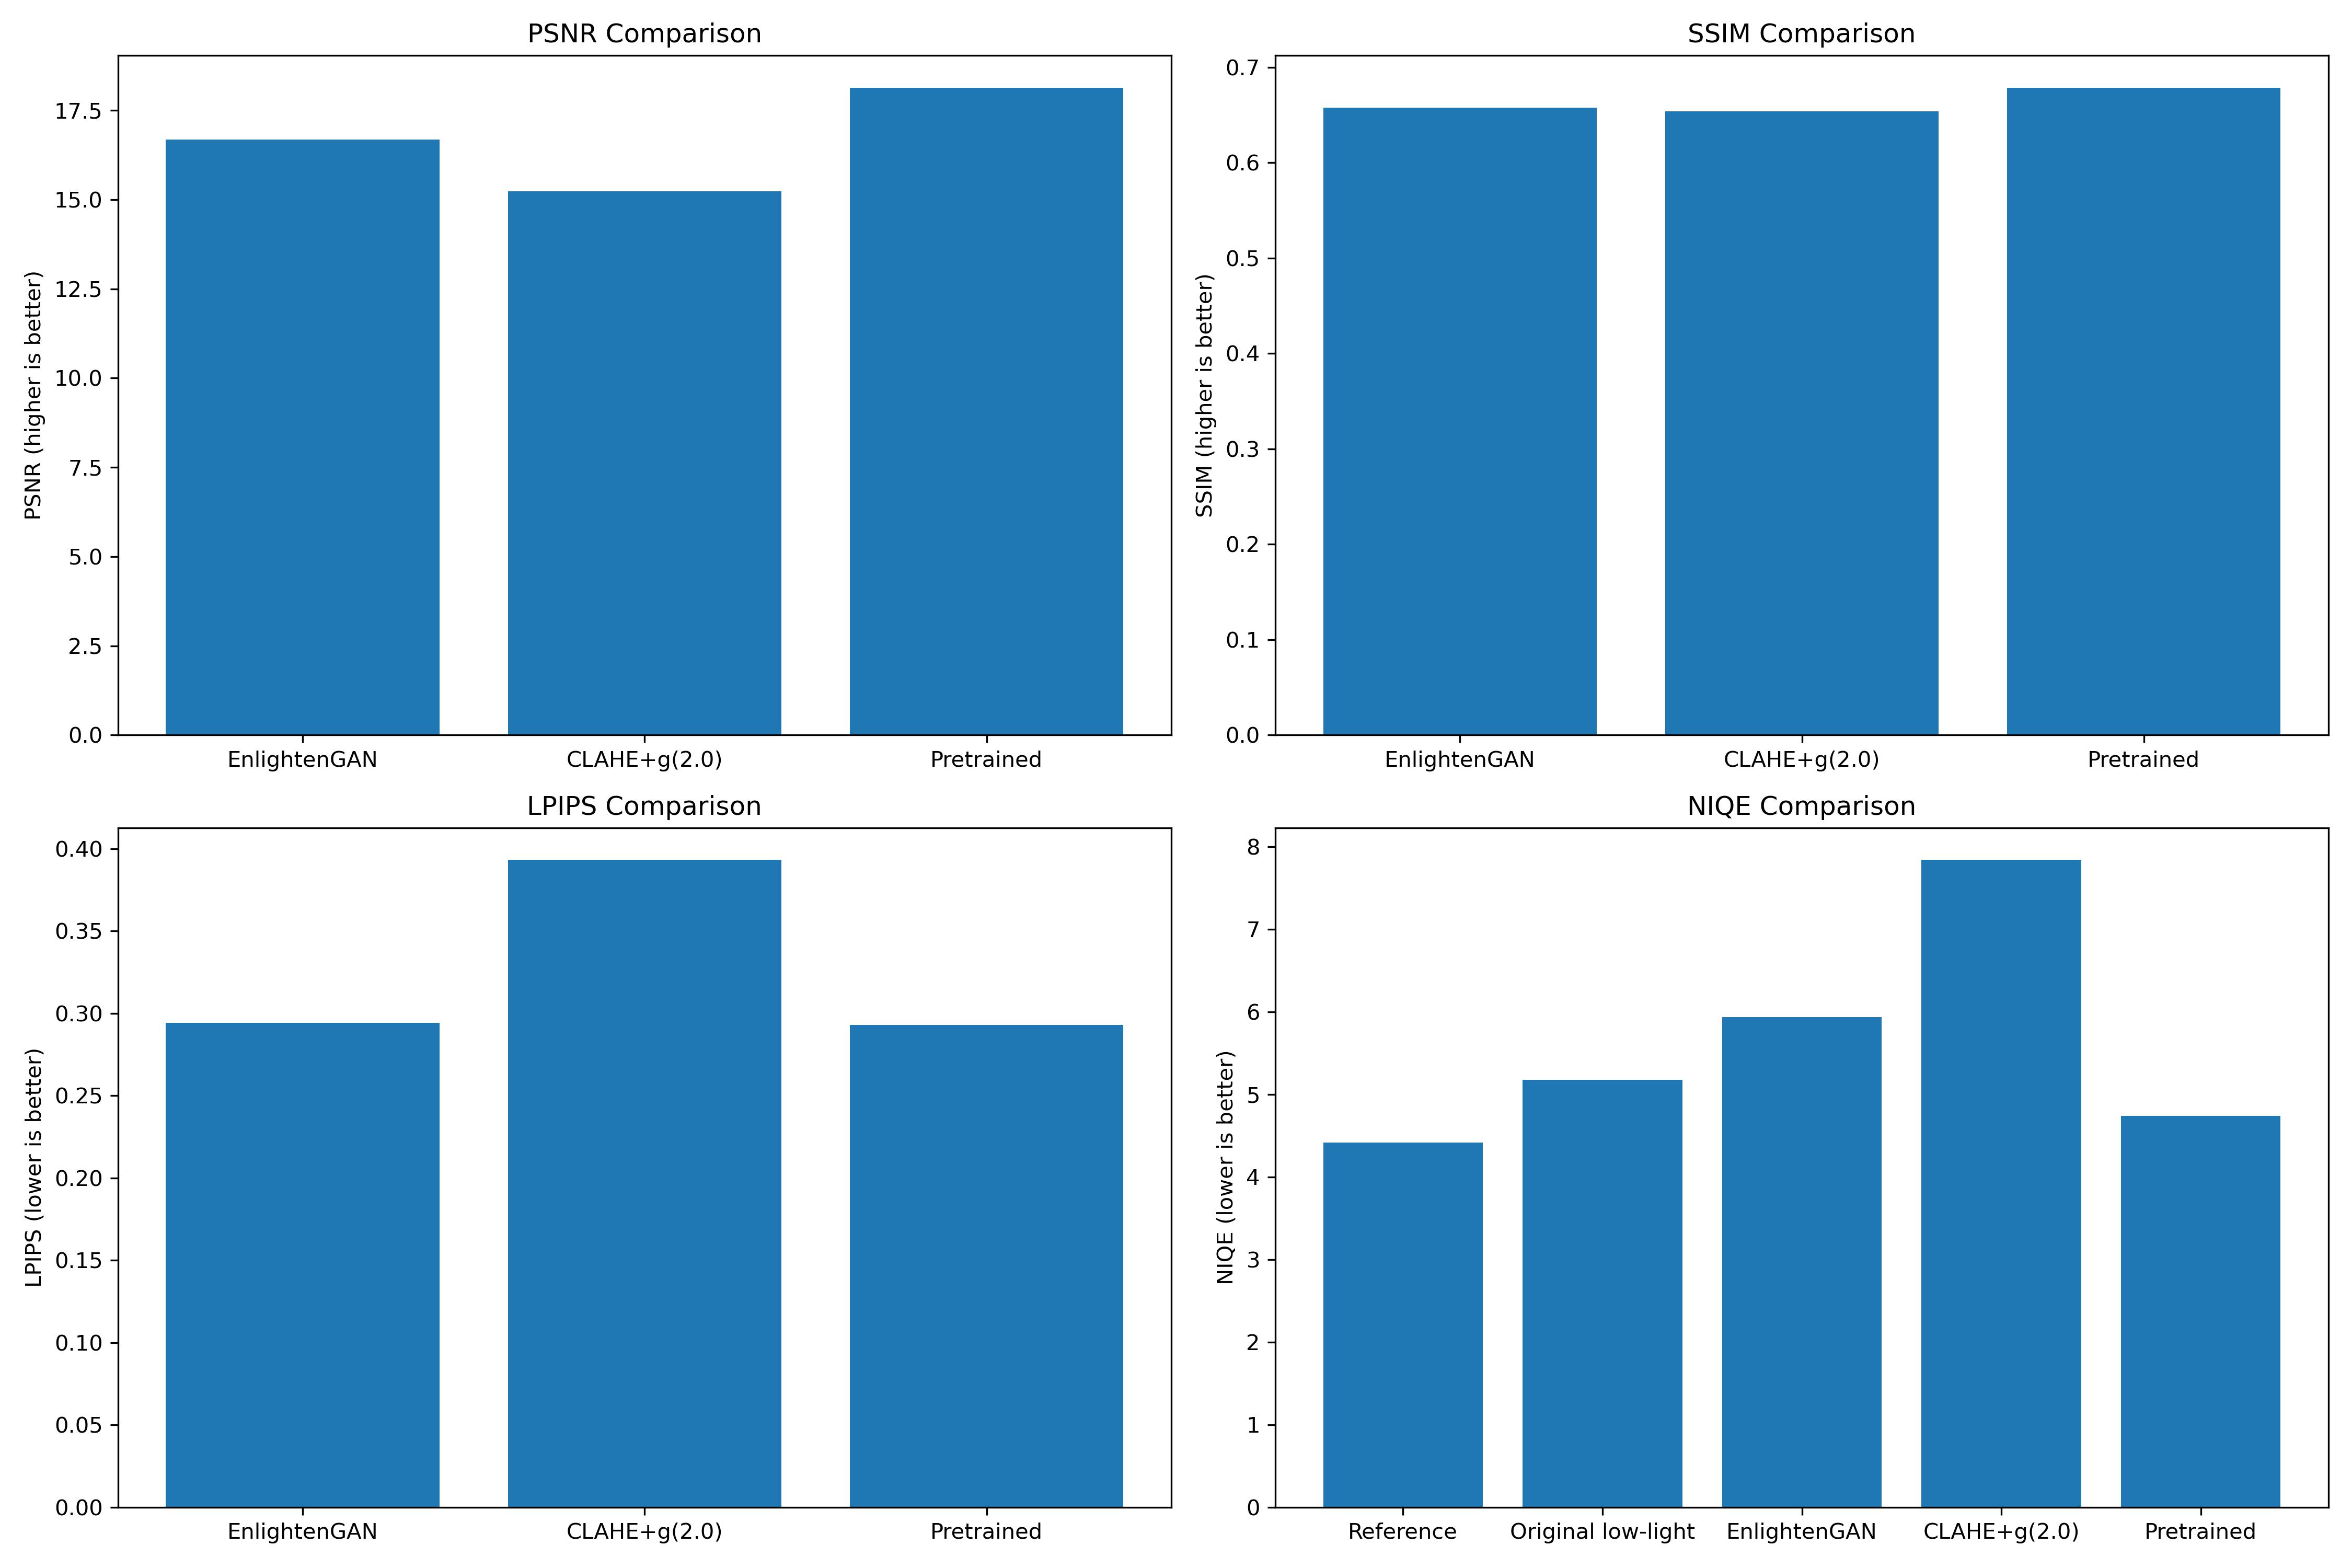 PSNR Comparison
PSNR (higher is better)
17.5
15.0
12.5
10.0
7.5
5.0
2.5
0.0
EnlightenGAN CLAHE+g(2.0) Pretrained
SSIM Comparison
SSIM (higher is better)
0.7
0.6
0.5
0.4
0.3
0.2
0.1
0.0
EnlightenGAN CLAHE+g(2.0) Pretrained
LPIPS Comparison
LPIPS (lower is better)
0.40
0.35
0.30
0.25
0.20
0.15
0.10
0.05
0.00
EnlightenGAN CLAHE+g(2.0) Pretrained
NIQE Comparison
NIQE (lower is better)
8
7
6
5
4
3
2
1
0
Reference Original low-light EnlightenGAN CLAHE+g(2.0) Pretrained